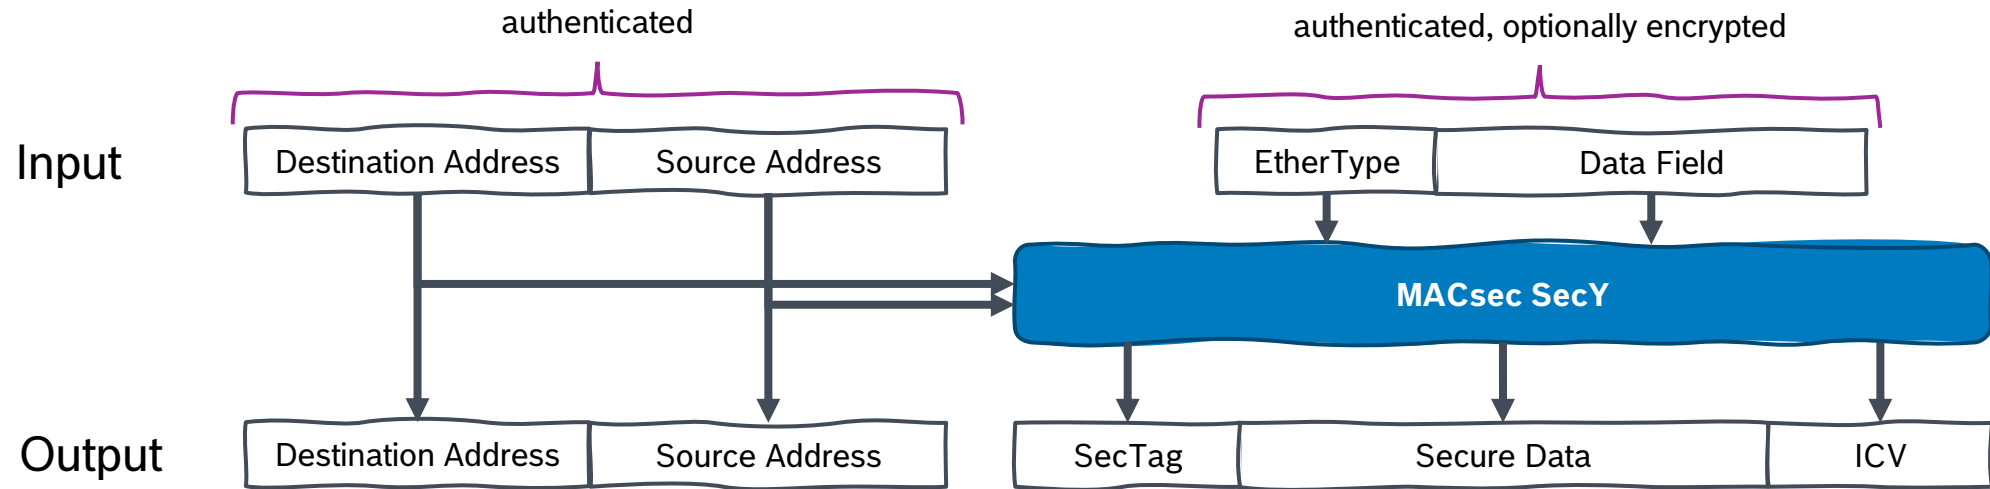 authenticated
authenticated, optionally encrypted
Input
Destination Address
Source Address
EtherType
Data Field
MACsec SecY
Output
Destination Address
Source Address
SecTag
Secure Data
ICV